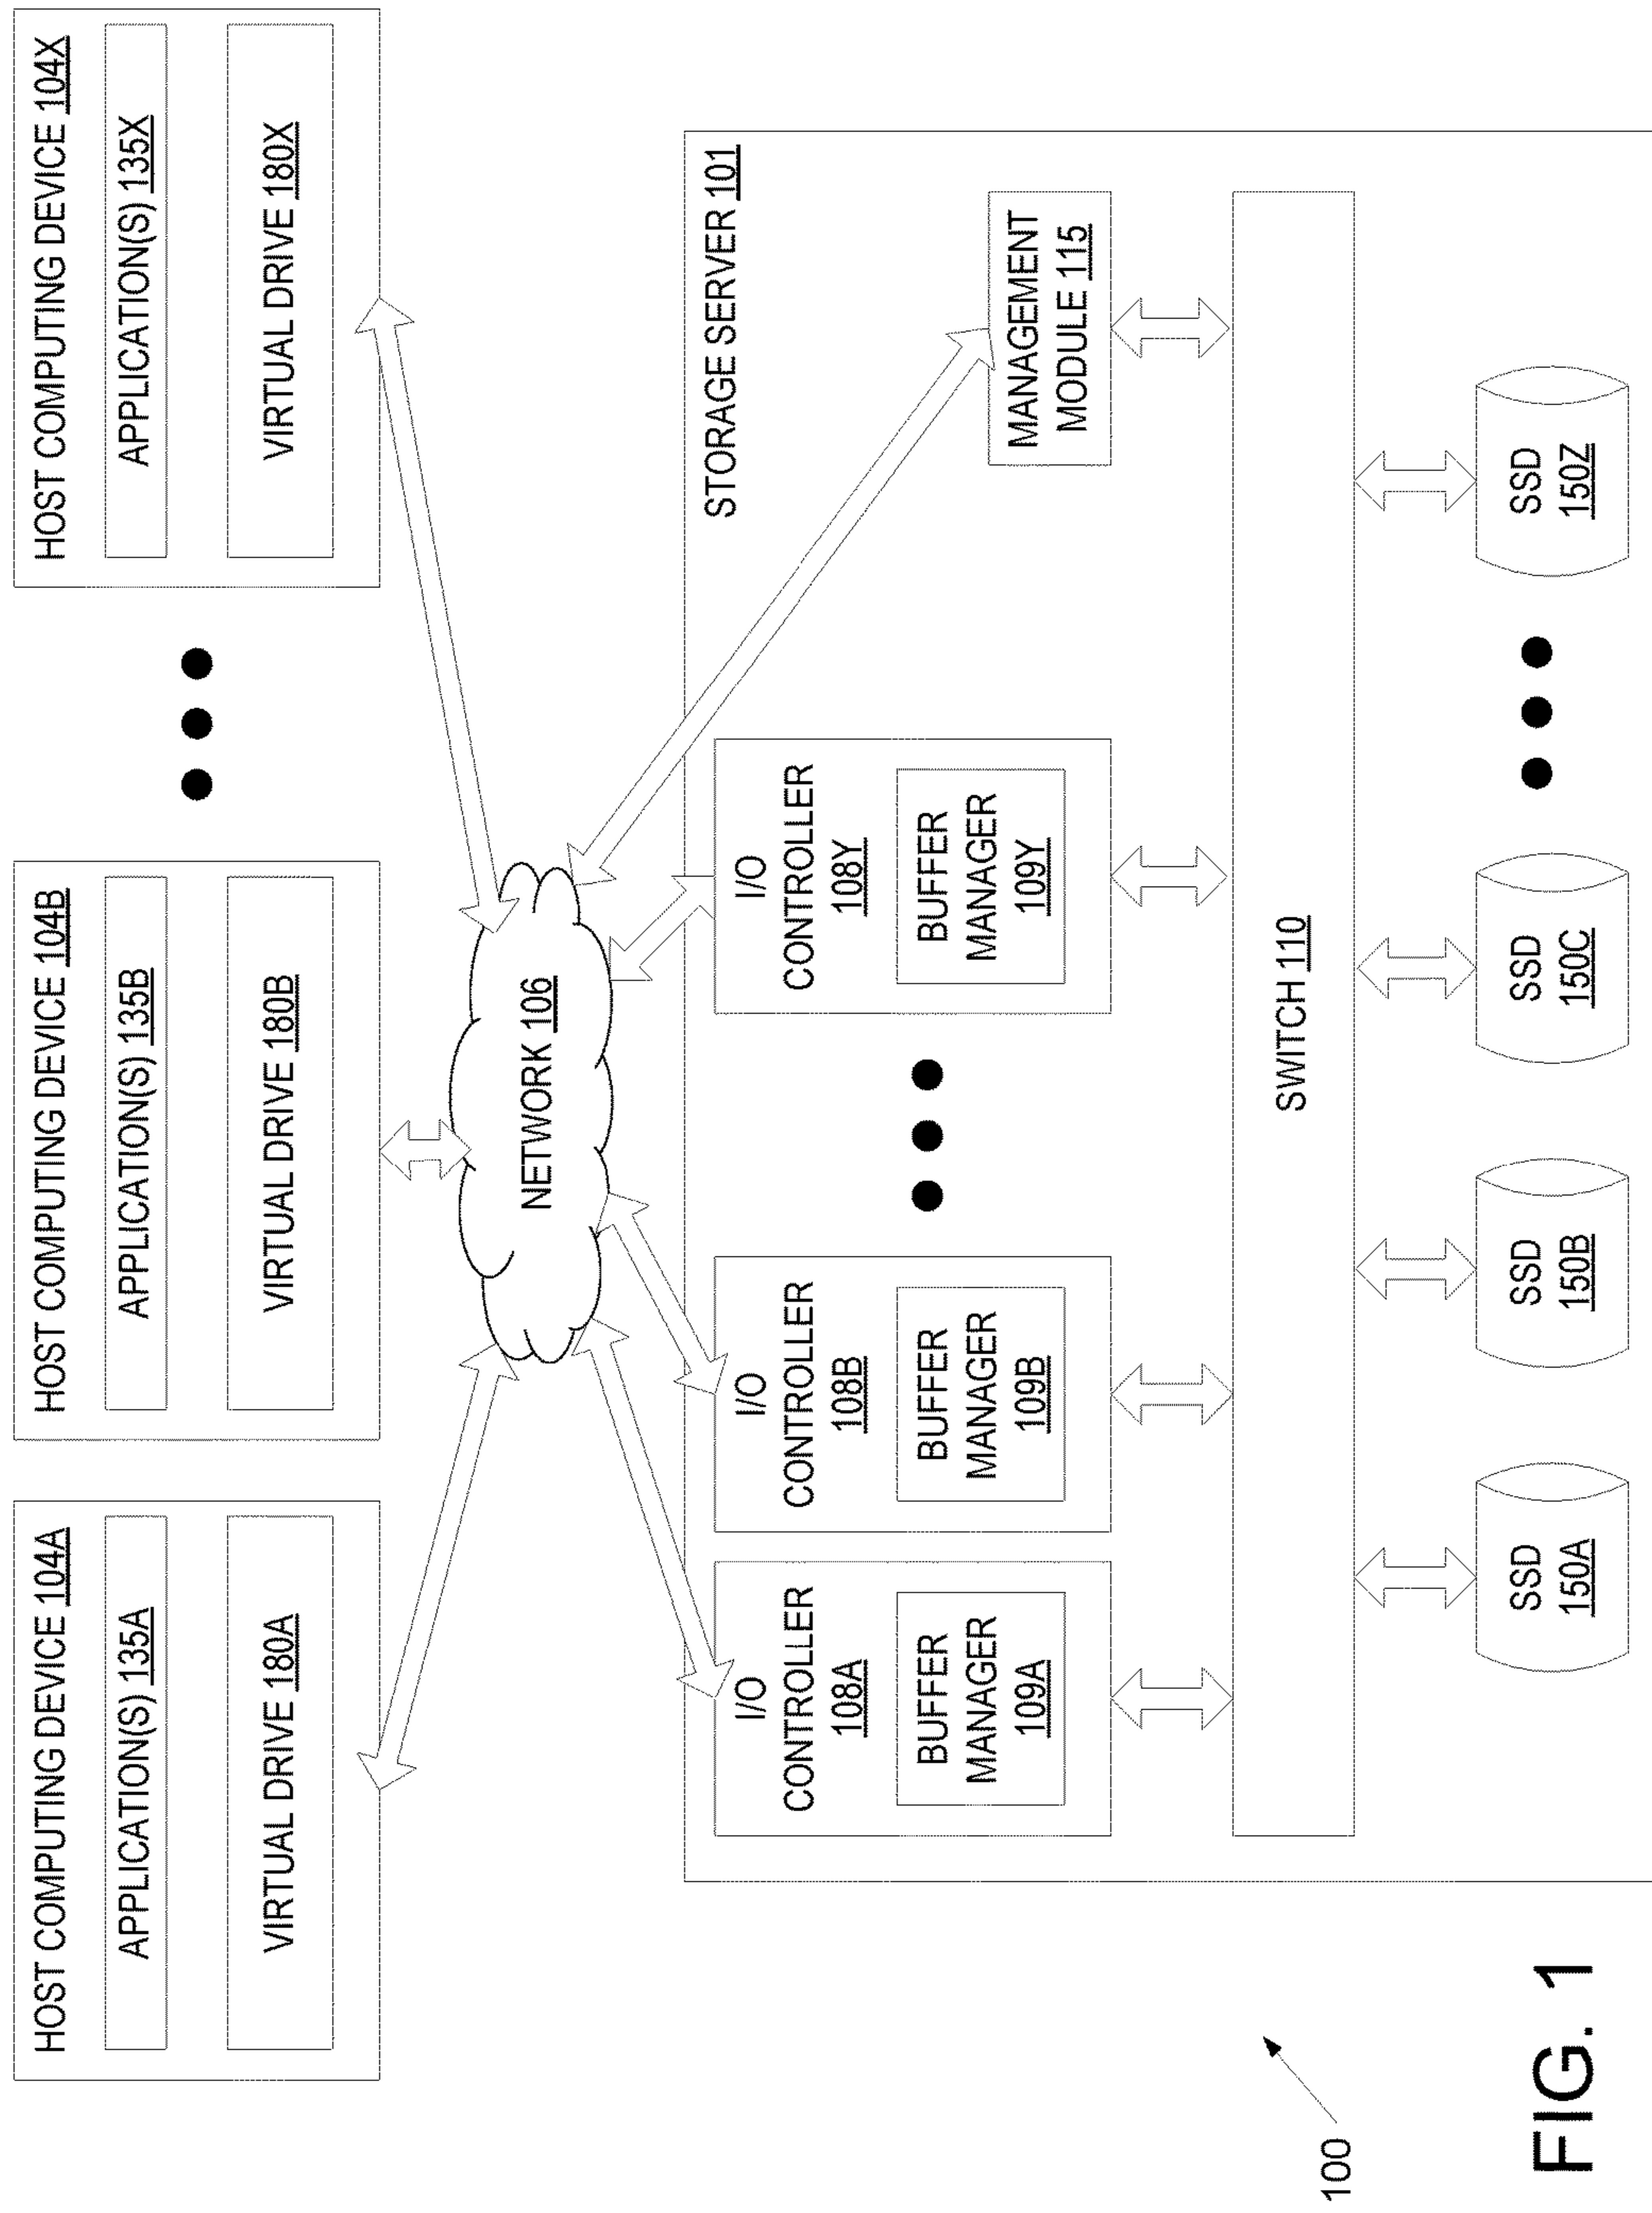 HOST COMPUTING DEVICE 104A
APPLICATION(S) 135A
VIRTUAL DRIVE 180A
HOST COMPUTING DEVICE 104B
APPLICATION(S) 135B
VIRTUAL DRIVE 180B
HOST COMPUTING DEVICE 104X
APPLICATION(S) 135X
VIRTUAL DRIVE 180X
NETWORK 106
STORAGE SERVER 101
I/O
CONTROLLER
108A
BUFFER
MANAGER
109A
I/O
CONTROLLER
108B
BUFFER
MANAGER
109B
I/O
CONTROLLER
108Y
BUFFER
MANAGER
109Y
MANAGEMENT
MODULE 115
SWITCH 110
SSD
150A
SSD
150B
SSD
150C
SSD
150Z
100
FIG. 1